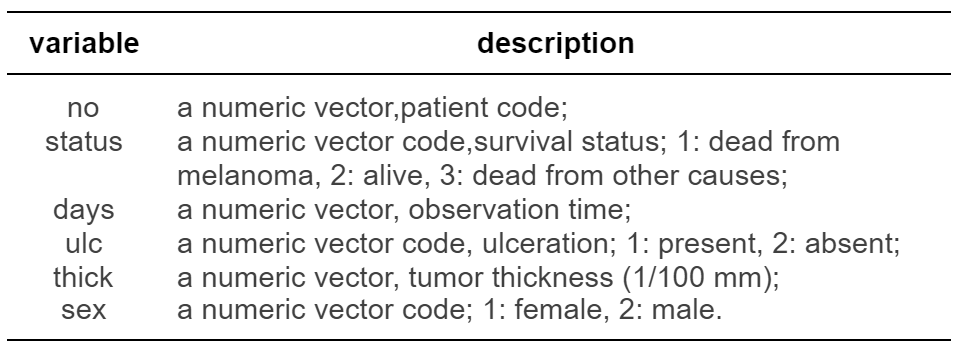 variable description
no a numeric vector,patient code;
status a numeric vector code,survival status; 1: dead from
melanoma, 2: alive, 3: dead from other causes;
days a numeric vector, observation time;
ulc a numeric vector code, ulceration; 1: present, 2: absent;
thick a numeric vector, tumor thickness (1/100 mm);
sex a numeric vector code; 1: female, 2: male.